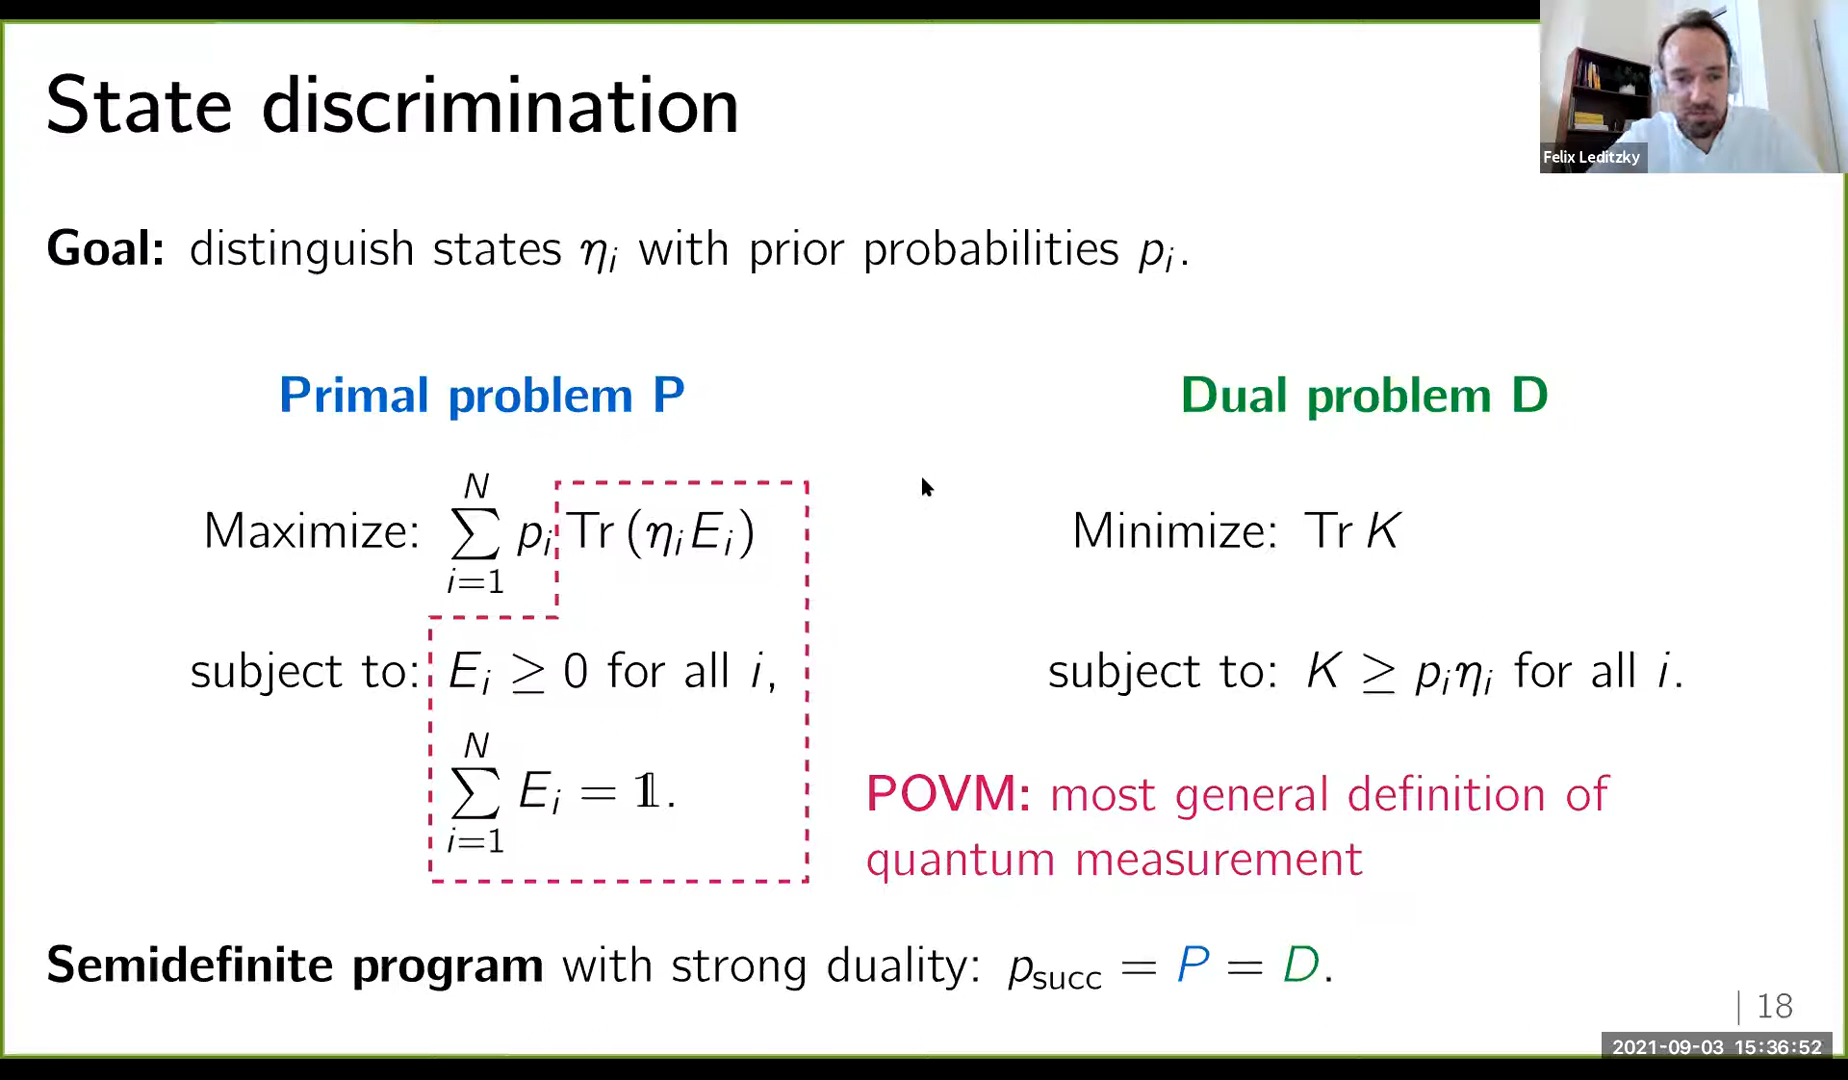 State discrimination
Felix Leditzky
Goal: distinguish states ηᵢ with prior probabilities pᵢ.
Primal problem P
Dual problem D
Maximize: ∑ᵢ₌₁ᴺ pᵢ Tr (ηᵢEᵢ)
Minimize: Tr K
subject to: Eᵢ ≥ 0 for all i,
subject to: K ≥ pᵢηᵢ for all i.
∑ᵢ₌₁ᴺ Eᵢ = 𝟙.
POVM: most general definition of
quantum measurement
Semidefinite program with strong duality: p_succ = P = D.
| 18
2021-09-03 15:36:52